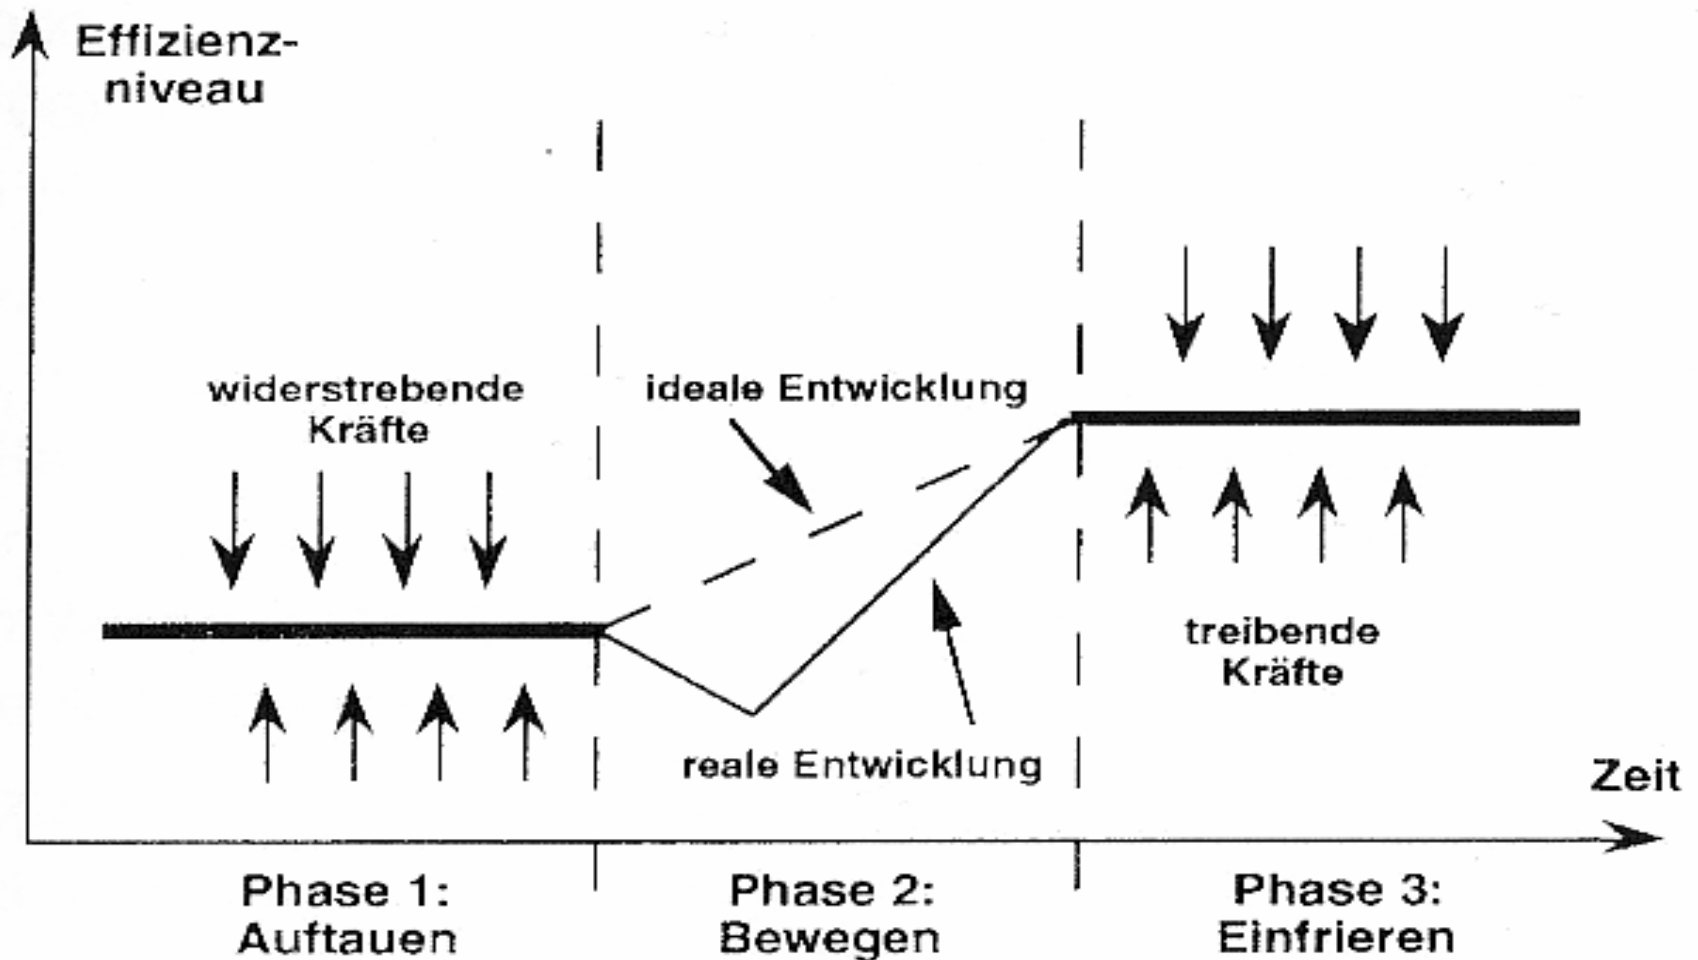 Effizienz-
niveau
widerstrebende
Kräfte
ideale Entwicklung
treibende
Kräfte
reale Entwicklung
Zeit
Phase 1:
Auftauen
Phase 2:
Bewegen
Phase 3:
Einfrieren